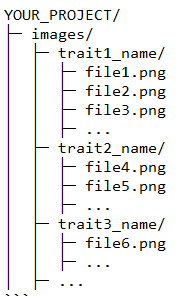 YOUR_PROJECT/
├─ images/
│  ├─ trait1_name/
│  │  ├─ file1.png
│  │  ├─ file2.png
│  │  ├─ file3.png
│  │  ├─ ...
│  ├─ trait2_name/
│  │  ├─ file4.png
│  │  ├─ file5.png
│  │  ├─ ...
│  ├─ trait3_name/
│  │  ├─ file6.png
│  │  ├─ ...
│  ├─ ...
```